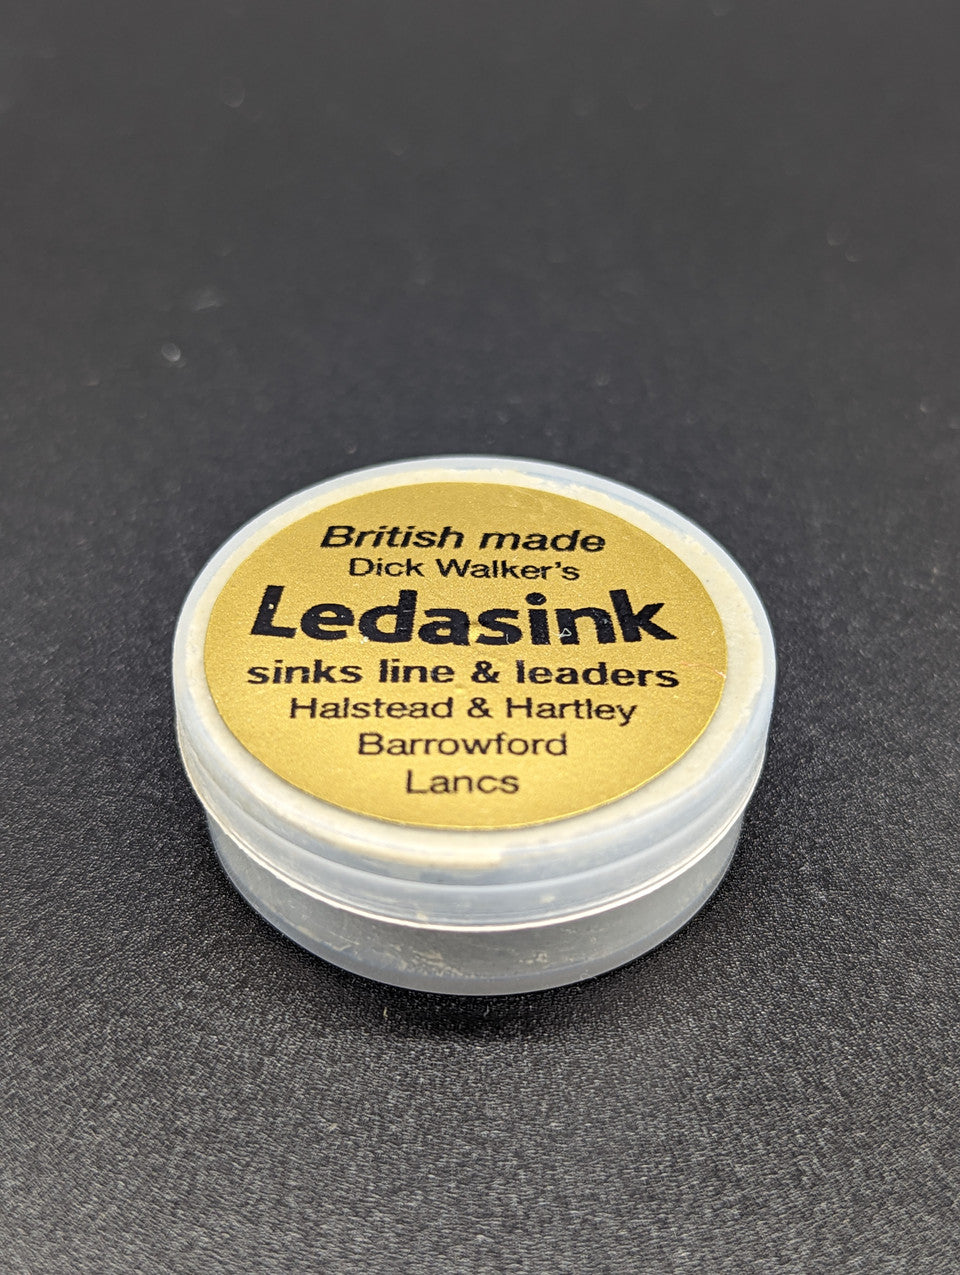 British made
Dick Walker's
Ledasink
sinks line & leaders
Halstead & Hartley
Barrowford
Lancs